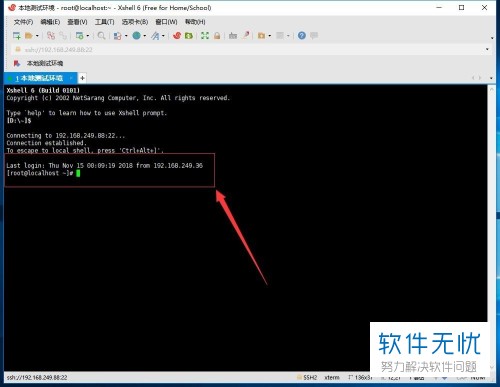 本地测试环境 - root@localhost:~ - Xshell 6 (Free for Home/School)
文件(F) 编辑(E) 查看(V) 工具(T) 选项卡(B) 窗口(W) 帮助(H)
ssh://192.168.249.88:22
本地测试环境
1 本地测试环境 × +
Xshell 6 (Build 0101)
Copyright (c) 2002 NetSarang Computer, Inc. All rights reserved.
Type `help' to learn how to use Xshell prompt.
[D:\~]$
Connecting to 192.168.249.88:22...
Connection established.
To escape to local shell, press 'Ctrl+Alt+]'.
Last login: Thu Nov 15 00:09:19 2018 from 192.168.249.36
[root@localhost ~]#
软件无忧
努力解决软件问题
ssh://192.168.249.88:22 SSH2 xterm